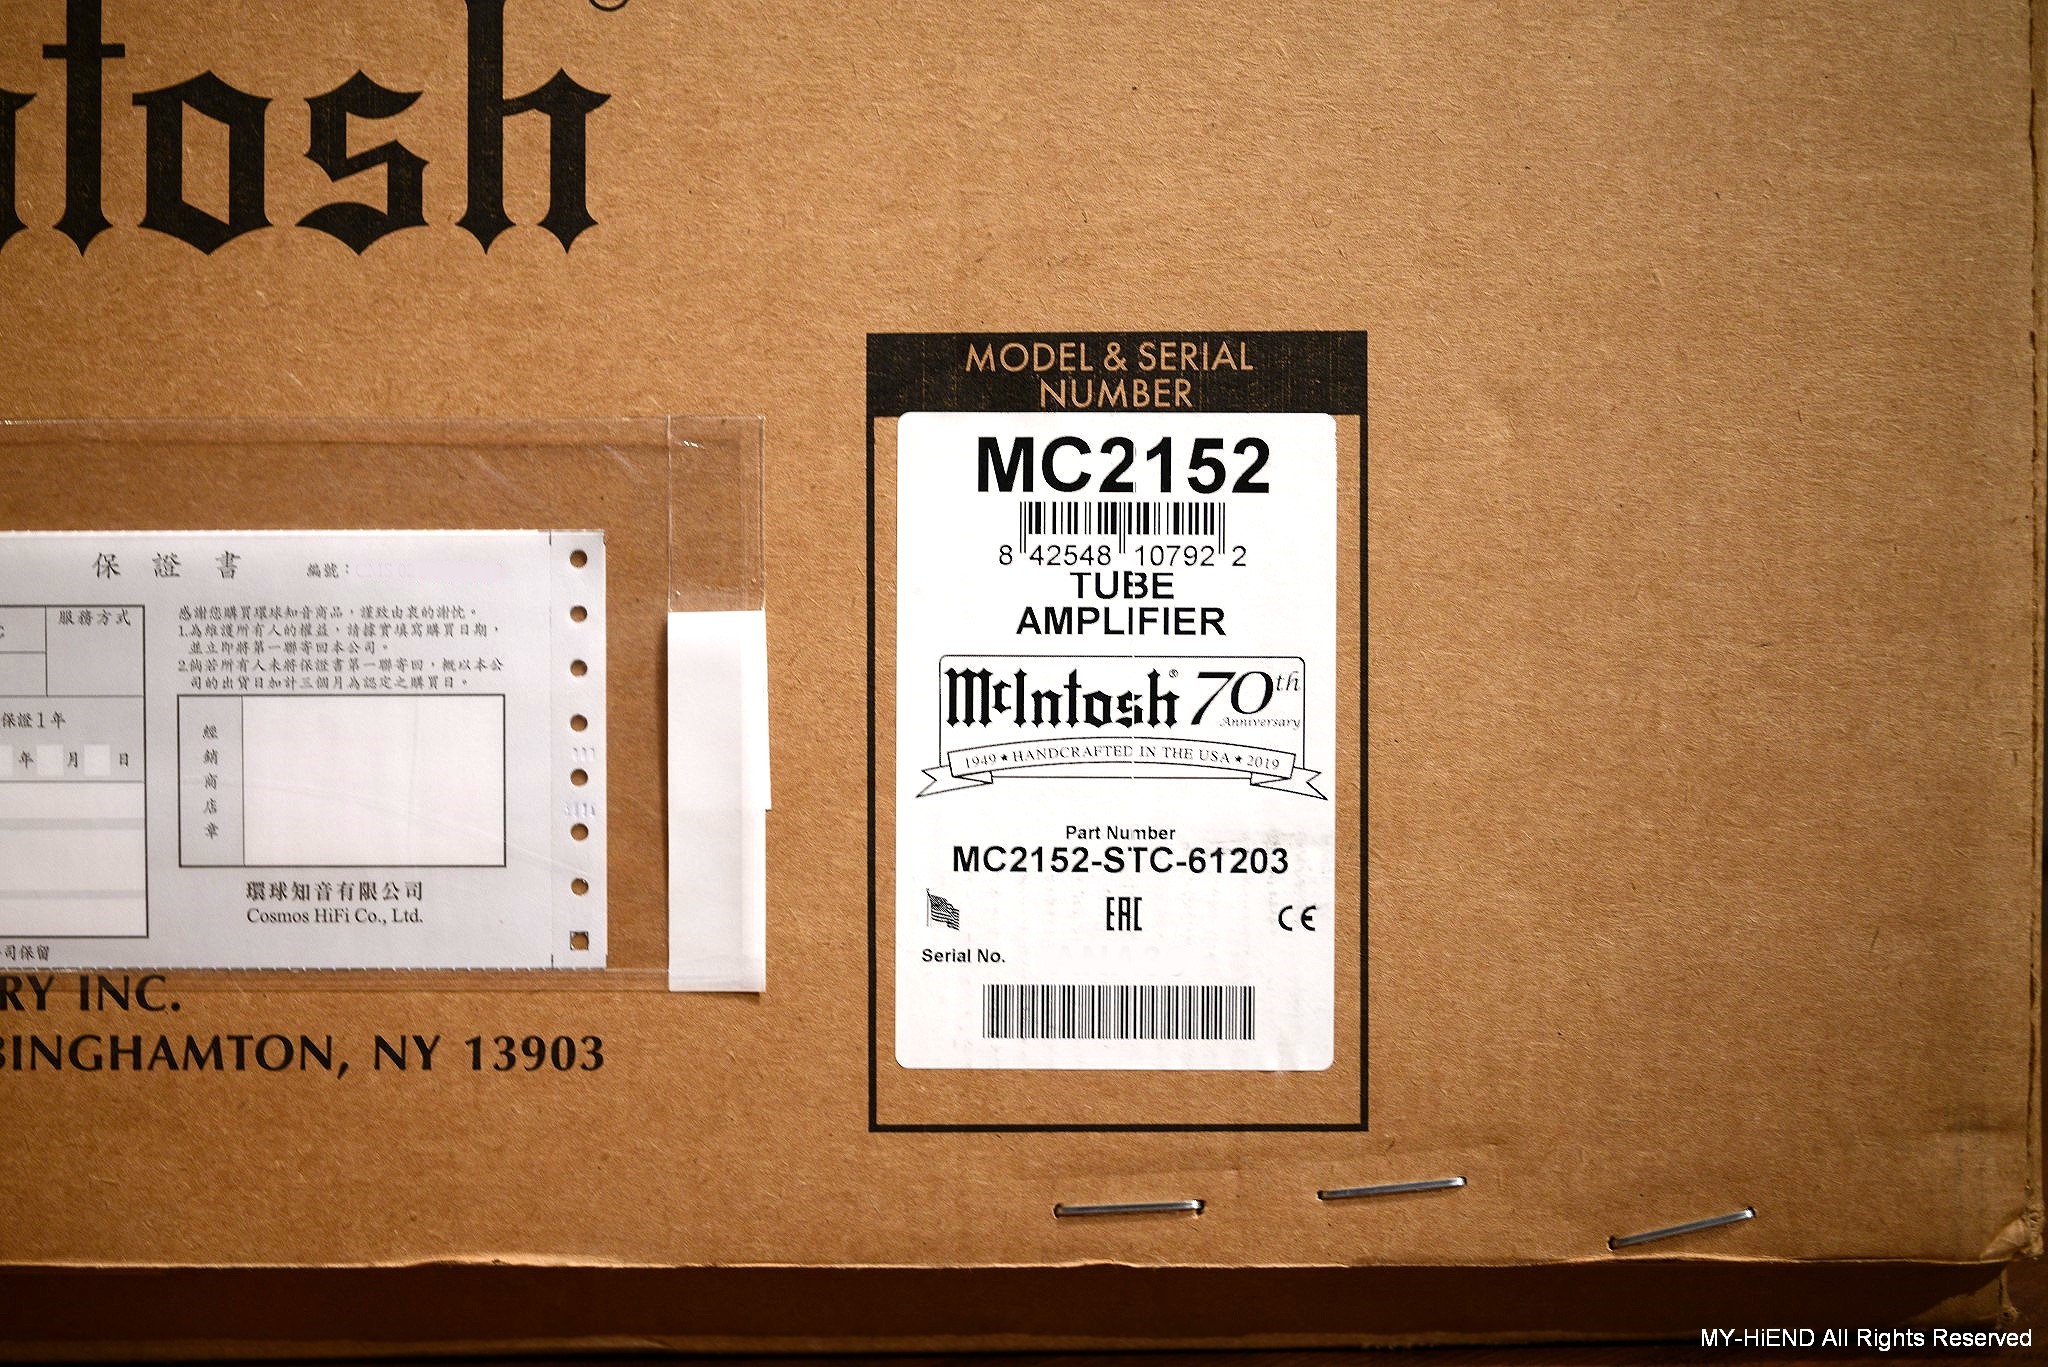 ntosh
MODEL & SERIAL
NUMBER
MC2152
8 42548 10792 2
TUBE
AMPLIFIER
McIntosh® 70th
Anniversary
1949 ★ HANDCRAFTED IN THE USA ★ 2019
Part Number
MC2152-STC-61203
EAC
CE
Serial No.
保證書
編號：
服務方式
感謝您購買環球知音商品，謹致由衷的謝忱。
1.為維護所有人的權益，請據實填寫購買日期，
並立即將第一聯寄回本公司。
2.倘若所有人未將保證書第一聯寄回，概以本公
司的出貨日加計三個月為認定之購買日。
保證1年
年 月 日
經銷商店章
環球知音有限公司
Cosmos HiFi Co., Ltd.
司保留
RY INC.
BINGHAMTON, NY 13903
MY-HiEND All Rights Reserved